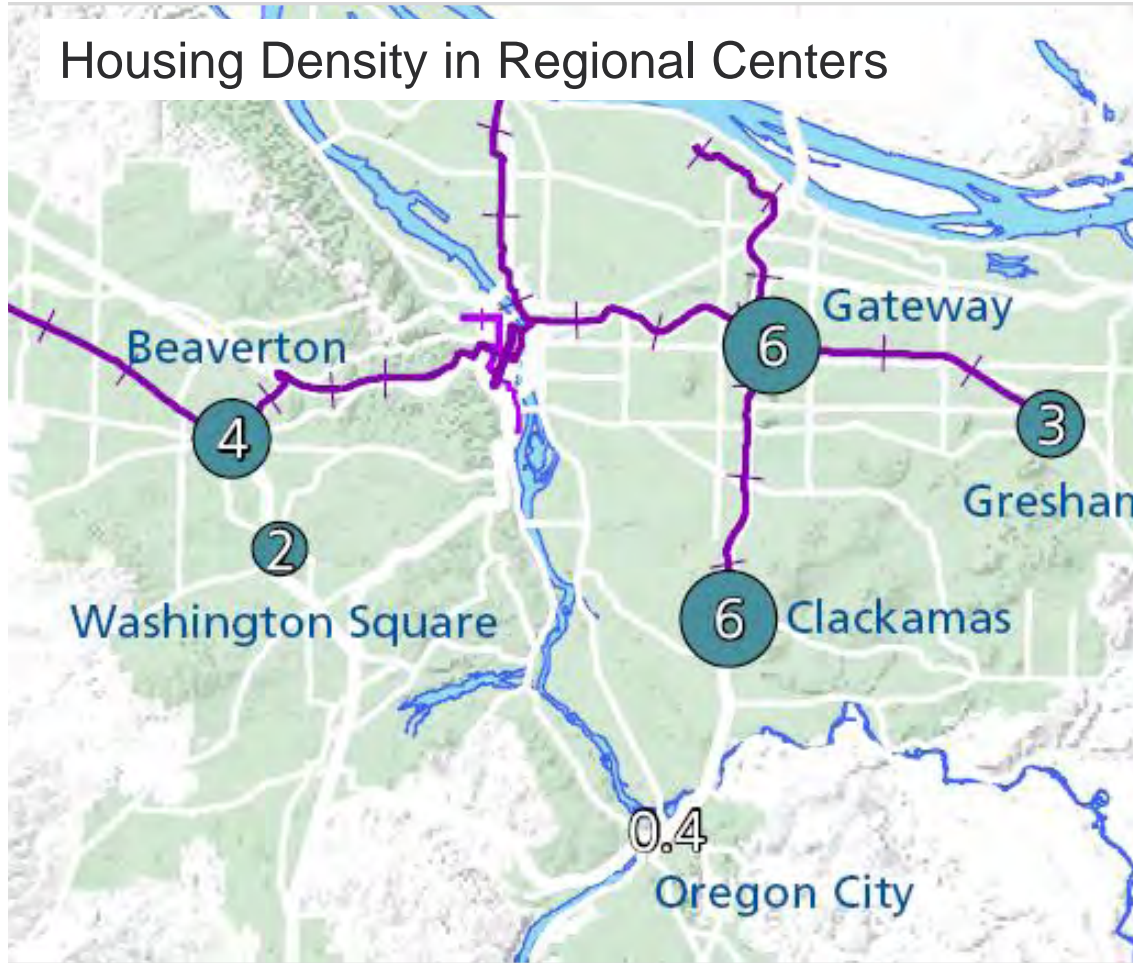 Housing Density in Regional Centers
Gateway
6
Beaverton
4
3
Gresham
2
Washington Square
6
Clackamas
0.4
Oregon City